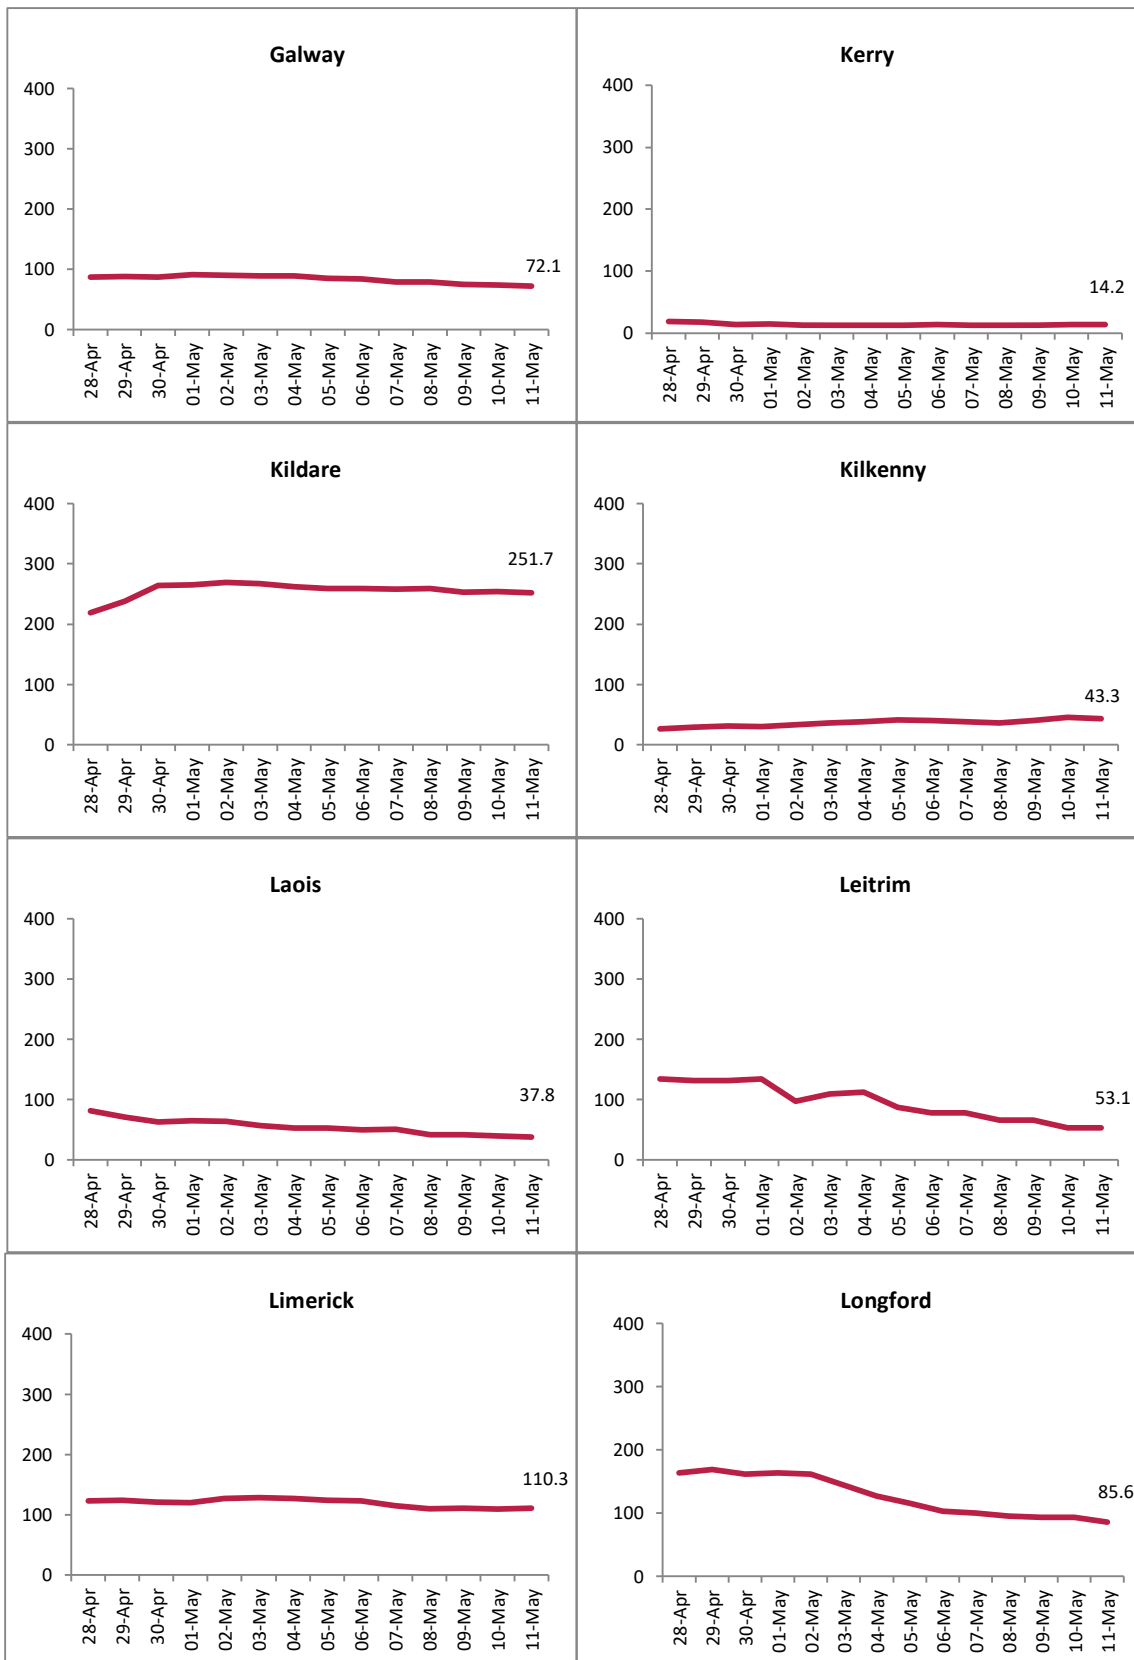 Galway
400
300
200
100
0
72.1
28-Apr
29-Apr
30-Apr
01-May
02-May
03-May
04-May
05-May
06-May
07-May
08-May
09-May
10-May
11-May
Kerry
400
300
200
100
0
14.2
28-Apr
29-Apr
30-Apr
01-May
02-May
03-May
04-May
05-May
06-May
07-May
08-May
09-May
10-May
11-May
Kildare
400
300
200
100
0
251.7
28-Apr
29-Apr
30-Apr
01-May
02-May
03-May
04-May
05-May
06-May
07-May
08-May
09-May
10-May
11-May
Kilkenny
400
300
200
100
0
43.3
28-Apr
29-Apr
30-Apr
01-May
02-May
03-May
04-May
05-May
06-May
07-May
08-May
09-May
10-May
11-May
Laois
400
300
200
100
0
37.8
28-Apr
29-Apr
30-Apr
01-May
02-May
03-May
04-May
05-May
06-May
07-May
08-May
09-May
10-May
11-May
Leitrim
400
300
200
100
0
53.1
28-Apr
29-Apr
30-Apr
01-May
02-May
03-May
04-May
05-May
06-May
07-May
08-May
09-May
10-May
11-May
Limerick
400
300
200
100
0
110.3
28-Apr
29-Apr
30-Apr
01-May
02-May
03-May
04-May
05-May
06-May
07-May
08-May
09-May
10-May
11-May
Longford
400
300
200
100
0
85.6
28-Apr
29-Apr
30-Apr
01-May
02-May
03-May
04-May
05-May
06-May
07-May
08-May
09-May
10-May
11-May